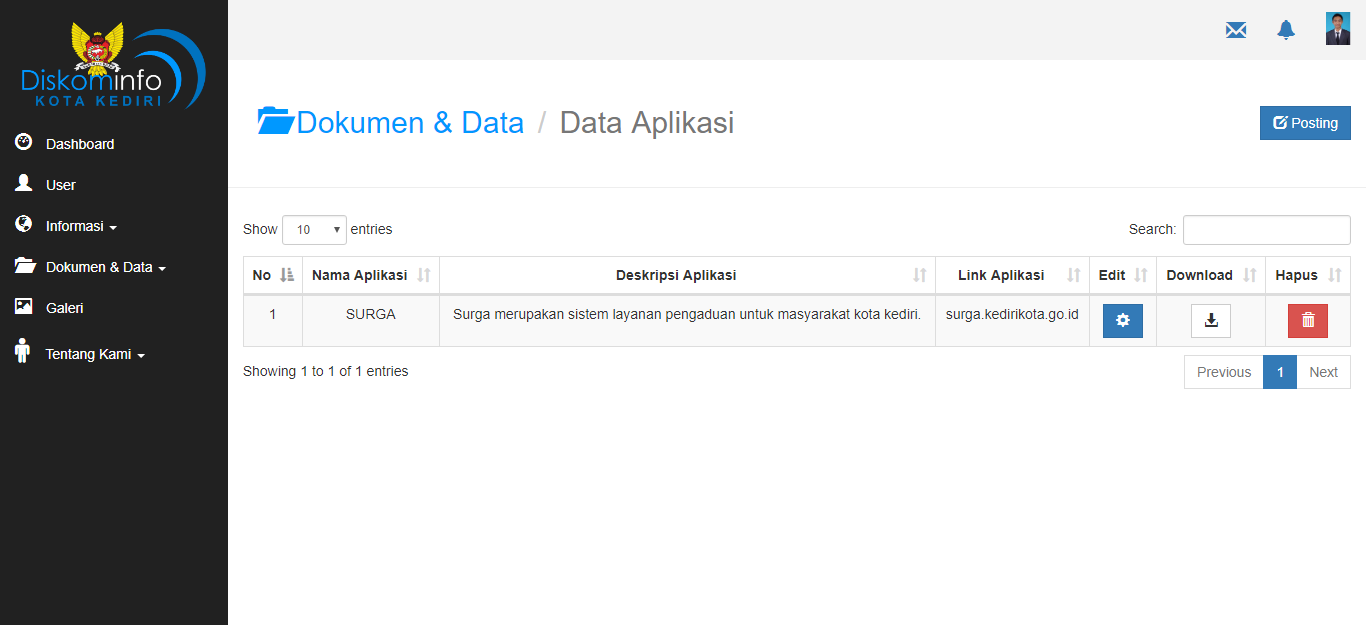 Diskominfo
KOTA KEDIRI
Dashboard
User
Informasi
Dokumen & Data
Galeri
Tentang Kami
Dokumen & Data / Data Aplikasi
Posting
Show 10 entries
Search:
No Nama Aplikasi Deskripsi Aplikasi Link Aplikasi Edit Download Hapus
1 SURGA Surga merupakan sistem layanan pengaduan untuk masyarakat kota kediri. surga.kedirikota.go.id
Showing 1 to 1 of 1 entries
Previous 1 Next